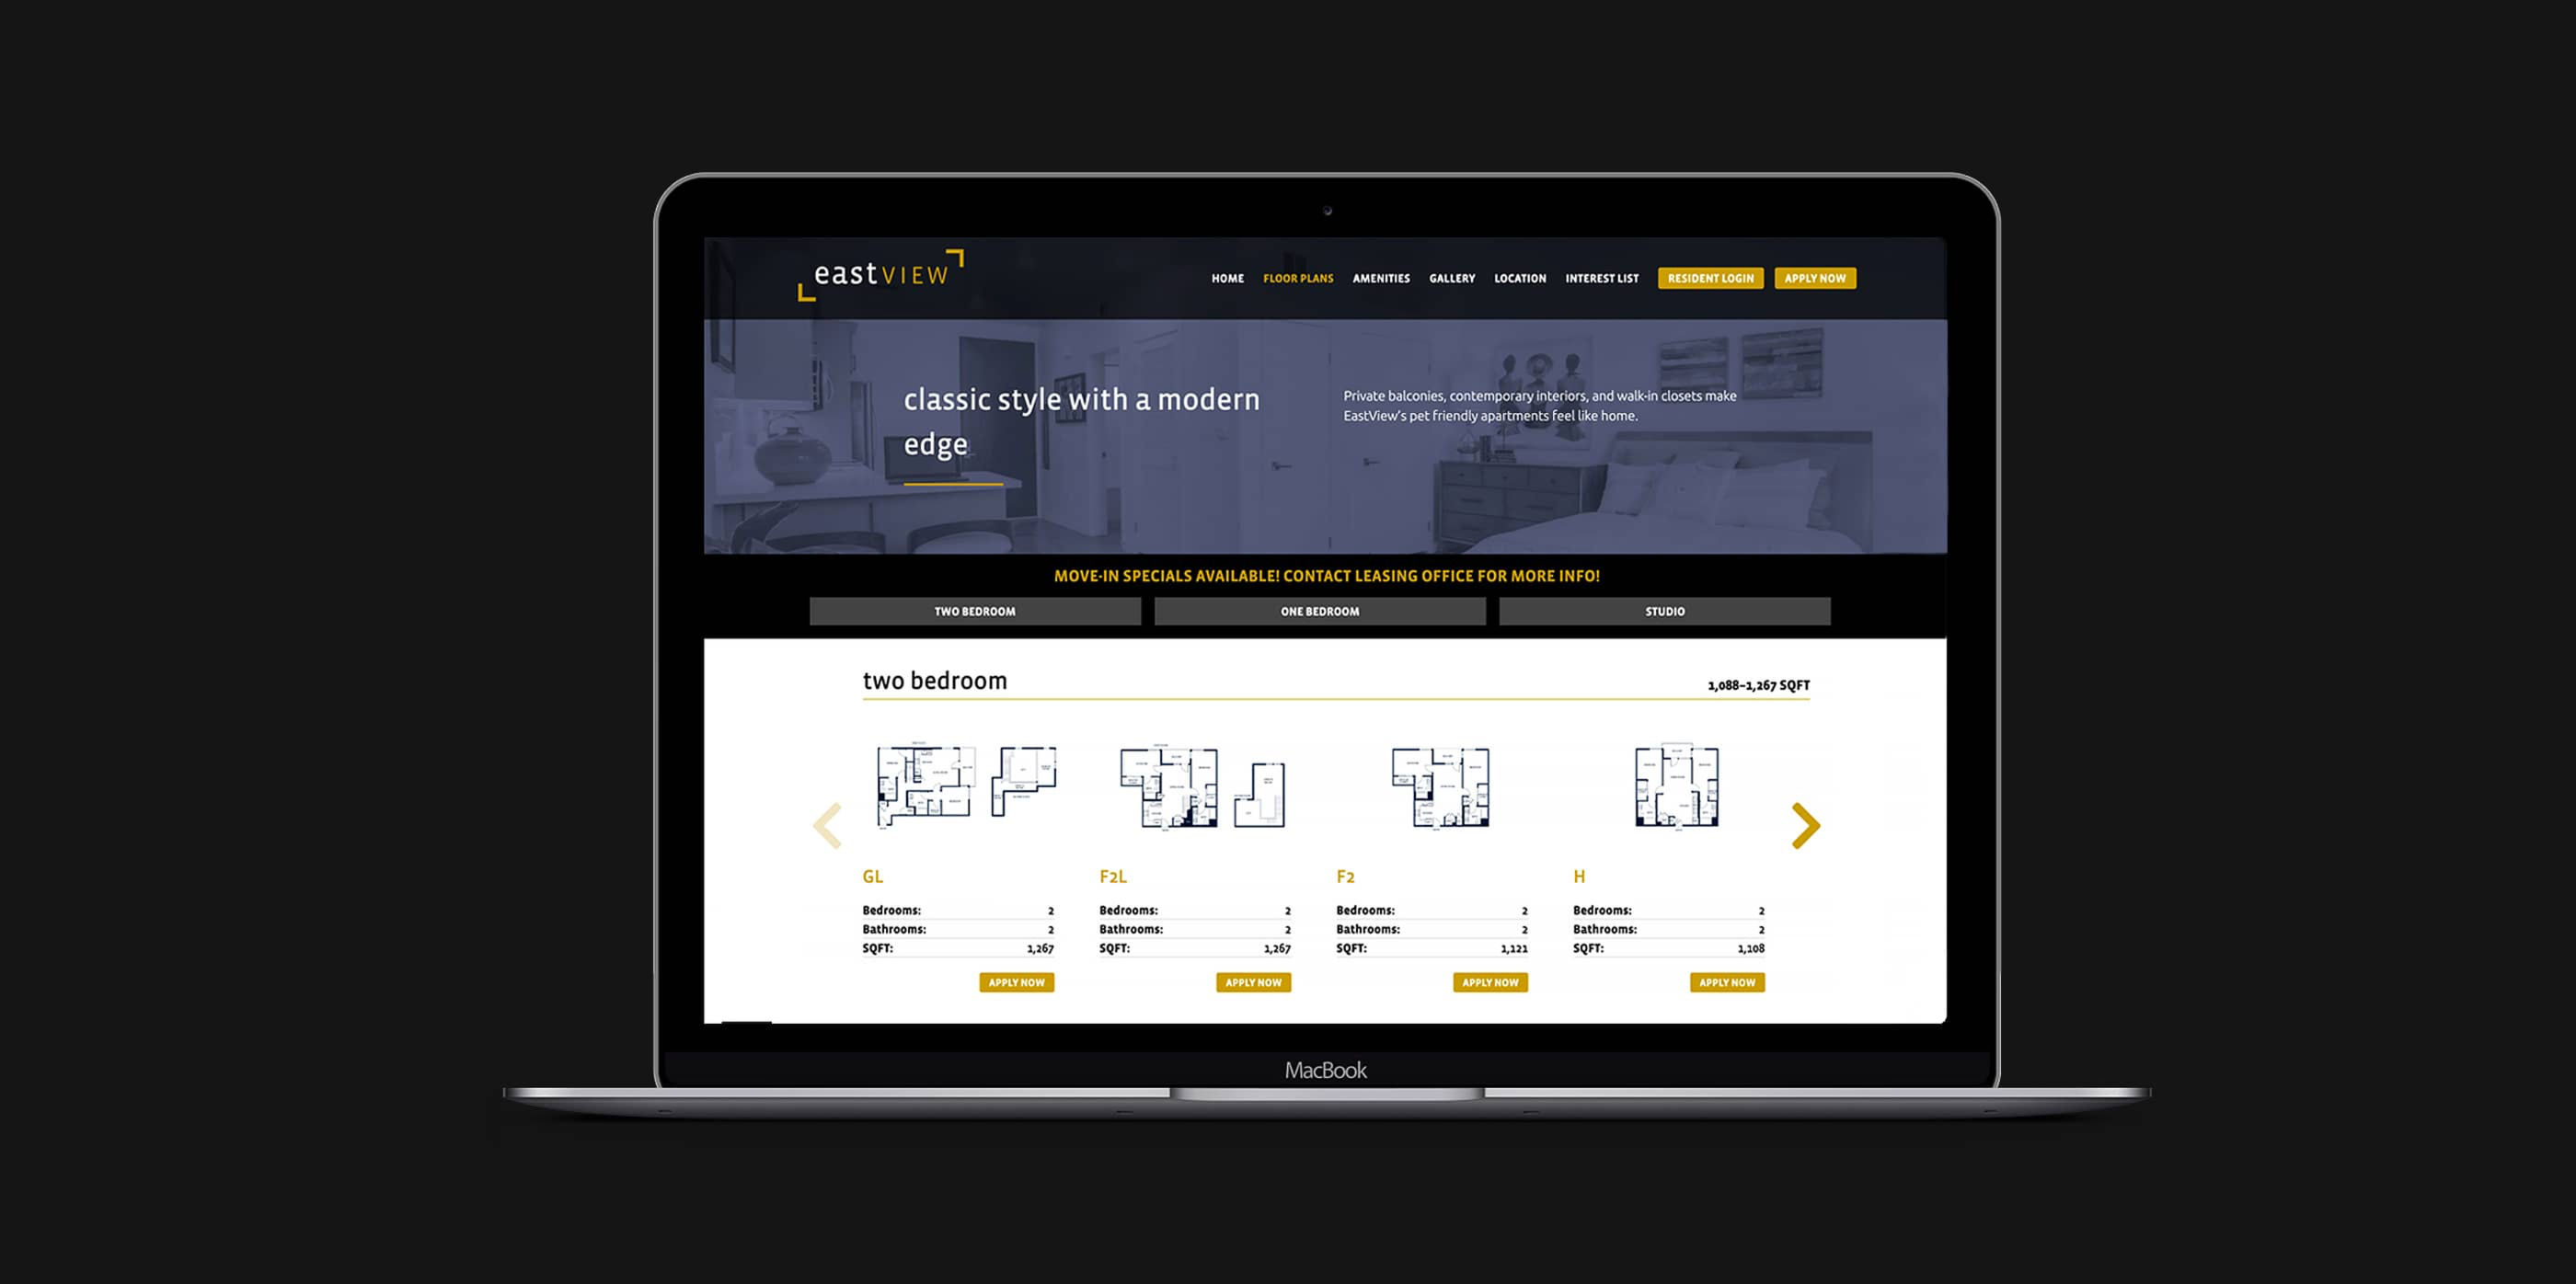 eastVIEW
HOME FLOOR PLANS AMENITIES GALLERY LOCATION INTEREST LIST RESIDENT LOGIN APPLY NOW
classic style with a modern
edge
Private balconies, contemporary interiors, and walk-in closets make
EastView's pet friendly apartments feel like home.
MOVE-IN SPECIALS AVAILABLE! CONTACT LEASING OFFICE FOR MORE INFO!
TWO BEDROOM ONE BEDROOM STUDIO
two bedroom 1,088–1,267 SQFT
GL
Bedrooms: 2
Bathrooms: 2
SQFT: 1,267
APPLY NOW
F2L
Bedrooms: 2
Bathrooms: 2
SQFT: 1,267
APPLY NOW
F2
Bedrooms: 2
Bathrooms: 2
SQFT: 1,121
APPLY NOW
H
Bedrooms: 2
Bathrooms: 2
SQFT: 1,108
APPLY NOW
MacBook